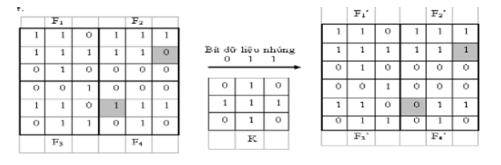 F₁ F₂
1 1 0 1 1 1
1 1 1 1 1 0
0 1 0 0 0 0
0 0 1 0 0 0
1 1 0 1 1 1
0 1 1 0 1 0
F₃ F₄
Bít dữ liệu nhúng
0 1 1
0 1 0
1 1 1
0 1 0
K
F₁' F₂'
1 1 0 1 1 1
1 1 1 1 1 1
0 1 0 0 0 0
0 0 1 0 0 0
1 1 0 0 1 1
0 1 1 0 1 0
F₃' F₄'